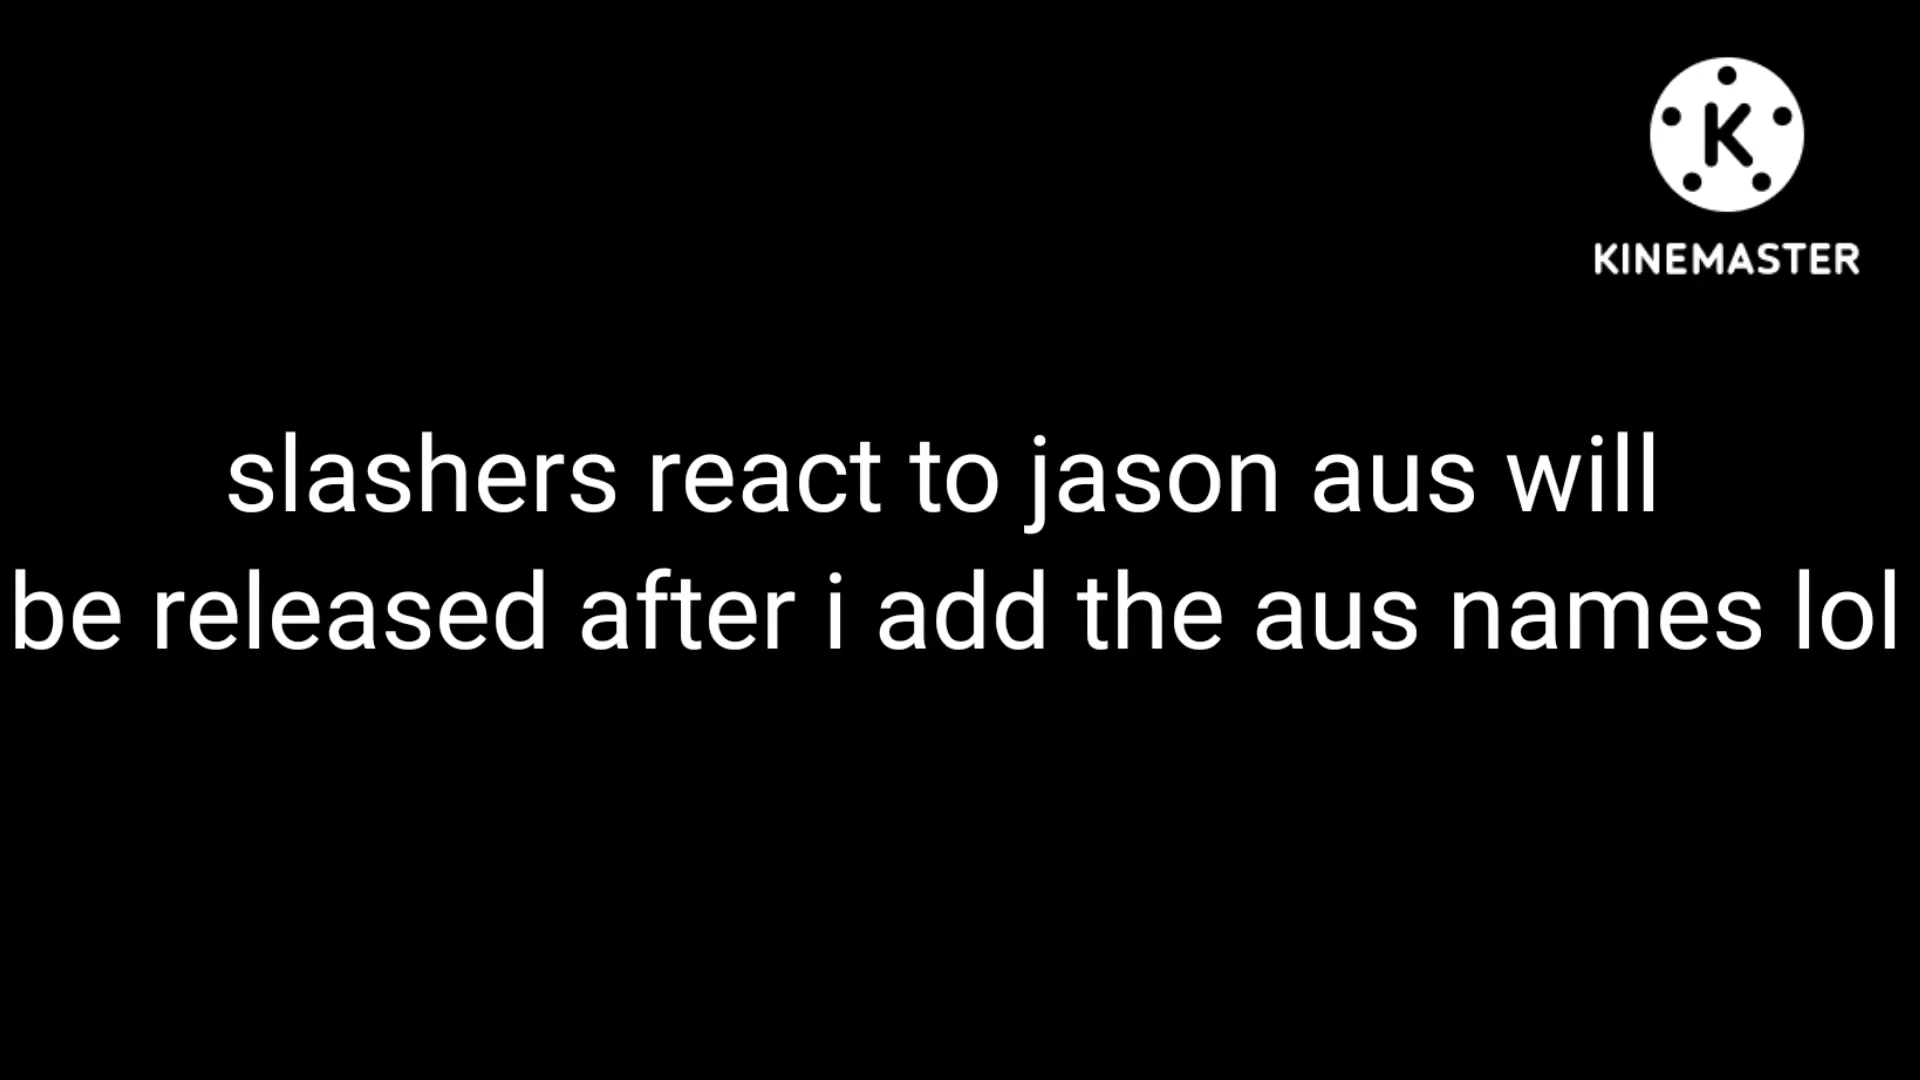 K
KINEMASTER
slashers react to jason aus will
be released after i add the aus names lol